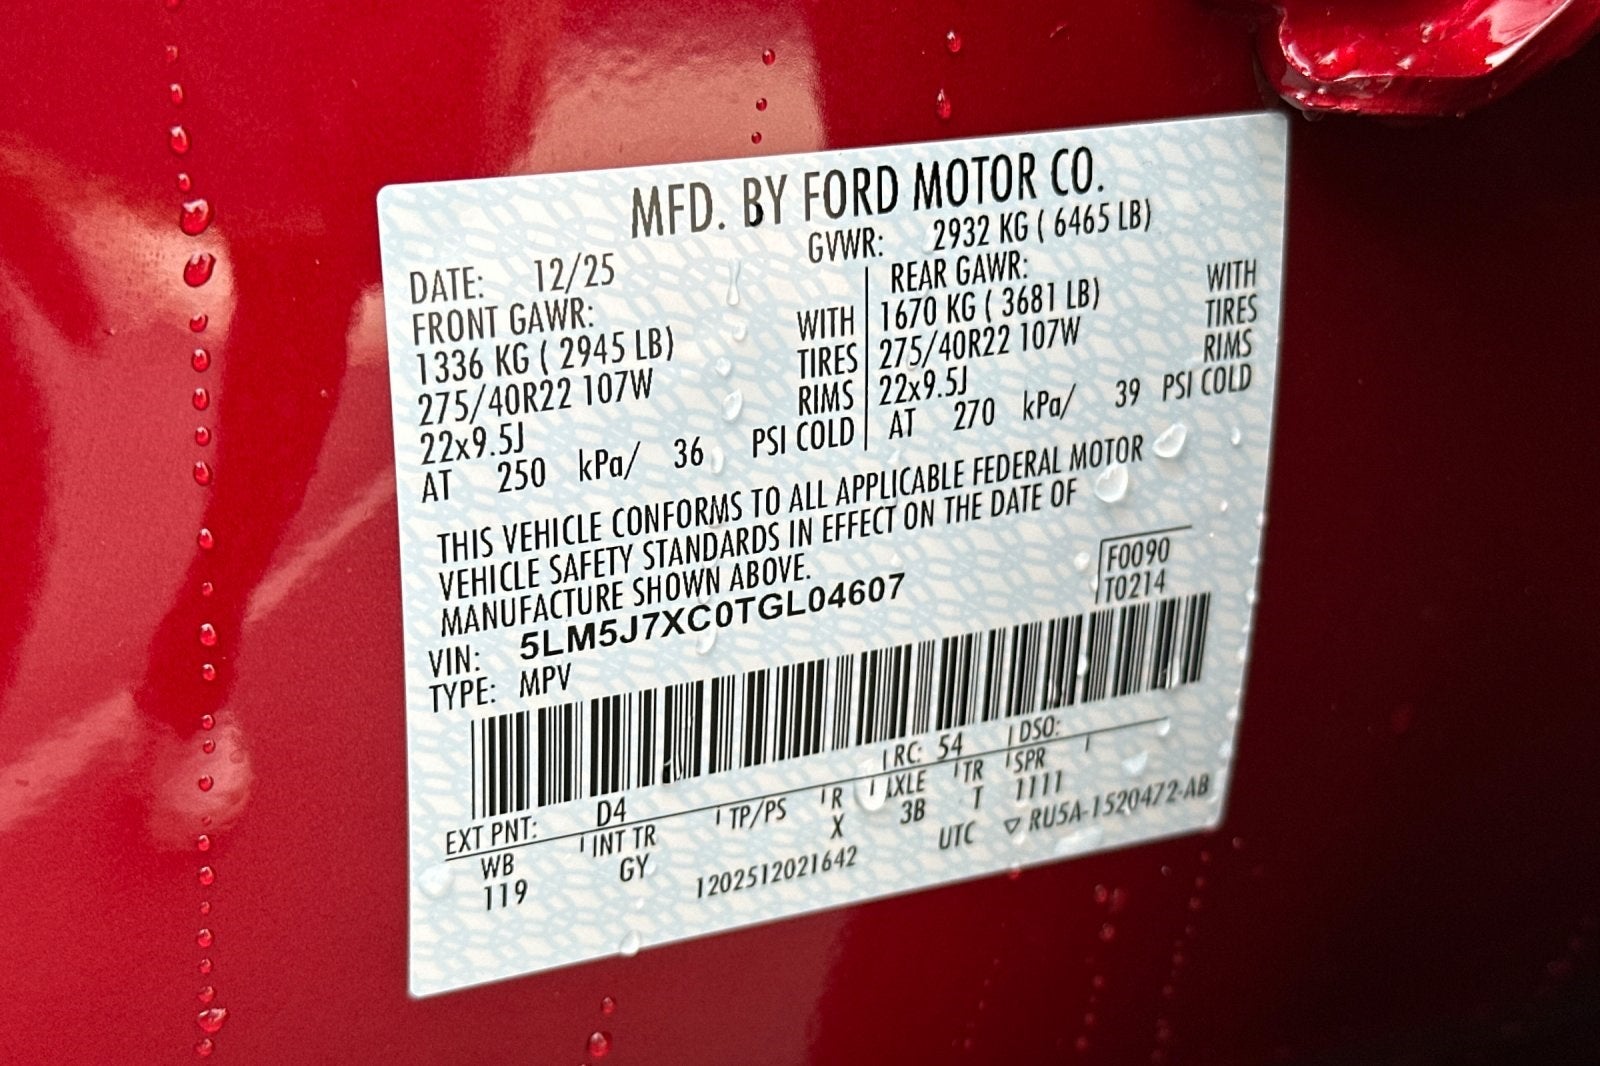 MFD. BY FORD MOTOR CO.
DATE: 12/25 GVWR: 2932 KG ( 6465 LB)
FRONT GAWR: REAR GAWR:
1336 KG ( 2945 LB) WITH 1670 KG ( 3681 LB) WITH
275/40R22 107W TIRES 275/40R22 107W TIRES
22x9.5J RIMS 22x9.5J RIMS
AT 250 kPa/ 36 PSI COLD AT 270 kPa/ 39 PSI COLD
THIS VEHICLE CONFORMS TO ALL APPLICABLE FEDERAL MOTOR
VEHICLE SAFETY STANDARDS IN EFFECT ON THE DATE OF
MANUFACTURE SHOWN ABOVE.
F0090
T0214
VIN: 5LM5J7XC0TGL04607
TYPE: MPV
EXT PNT: D4 RC: 54 DSO:
WB INT TR TP/PS R AXLE TR SPR
119 GY X 3B T 1111
1202512021642 UTC ▽ RU5A-1520472-AB